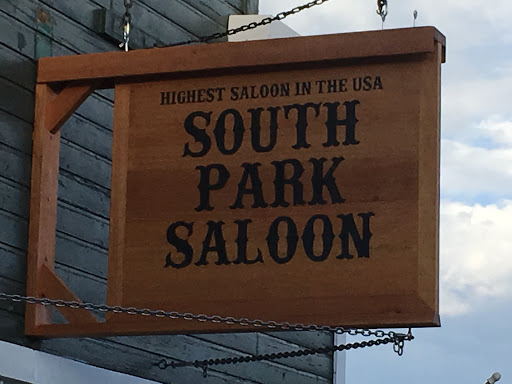 HIGHEST SALOON IN THE USA
SOUTH
PARK
SALOON